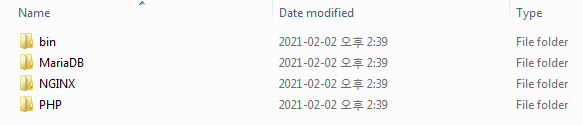 Name Date modified Type
bin 2021-02-02 오후 2:39 File folder
MariaDB 2021-02-02 오후 2:39 File folder
NGINX 2021-02-02 오후 2:39 File folder
PHP 2021-02-02 오후 2:39 File folder